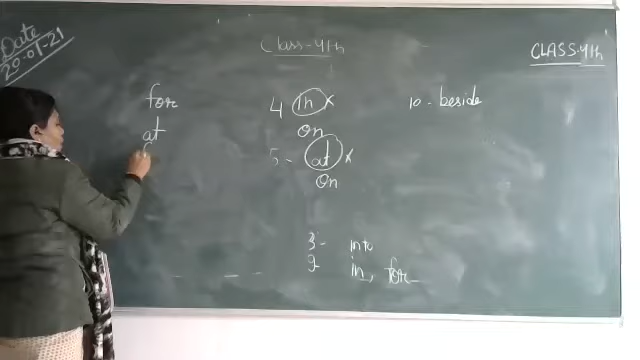 Date
20-01-21
Class-4th
CLASS-4th
for
at
4 in ×
on
5 - at ×
on
10 - beside
3 - into
9 in, for